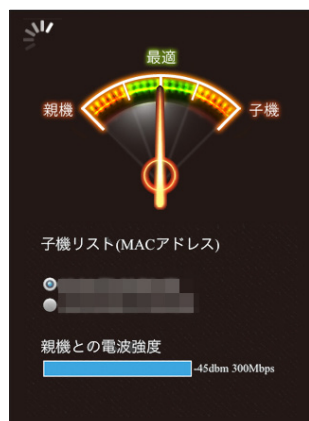 最適
親機
子機
子機リスト(MACアドレス)
親機との電波強度
-45dbm 300Mbps